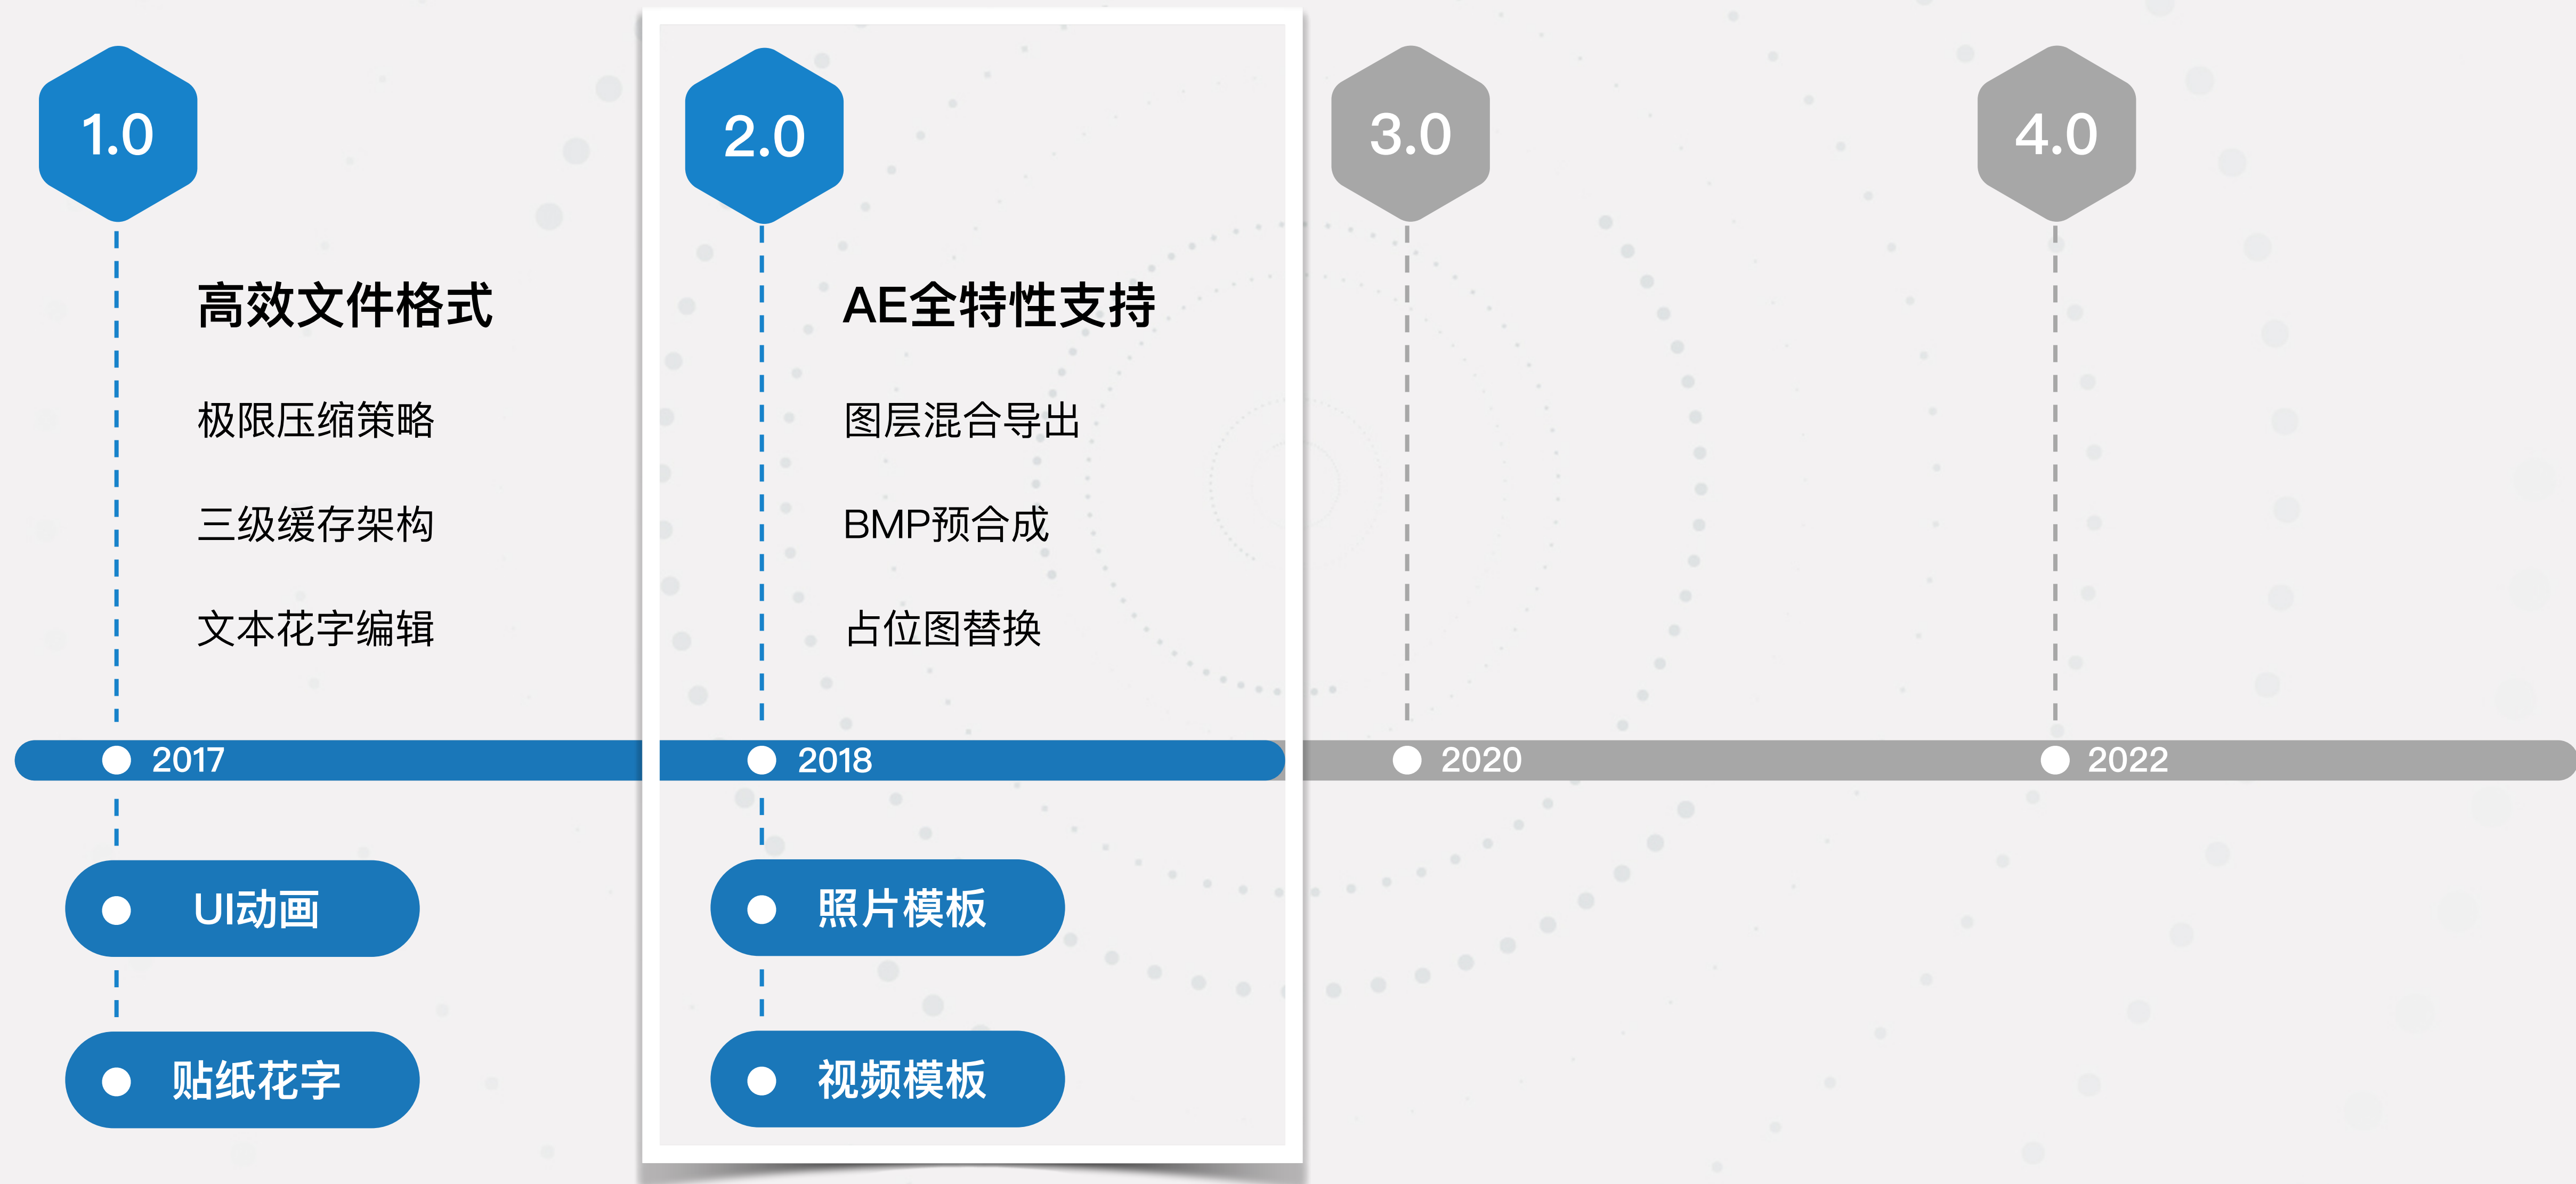 1.0
高效文件格式
极限压缩策略
三级缓存架构
文本花字编辑
2017
UI动画
贴纸花字
2.0
AE全特性支持
图层混合导出
BMP预合成
占位图替换
2018
照片模板
视频模板
3.0
2020
4.0
2022